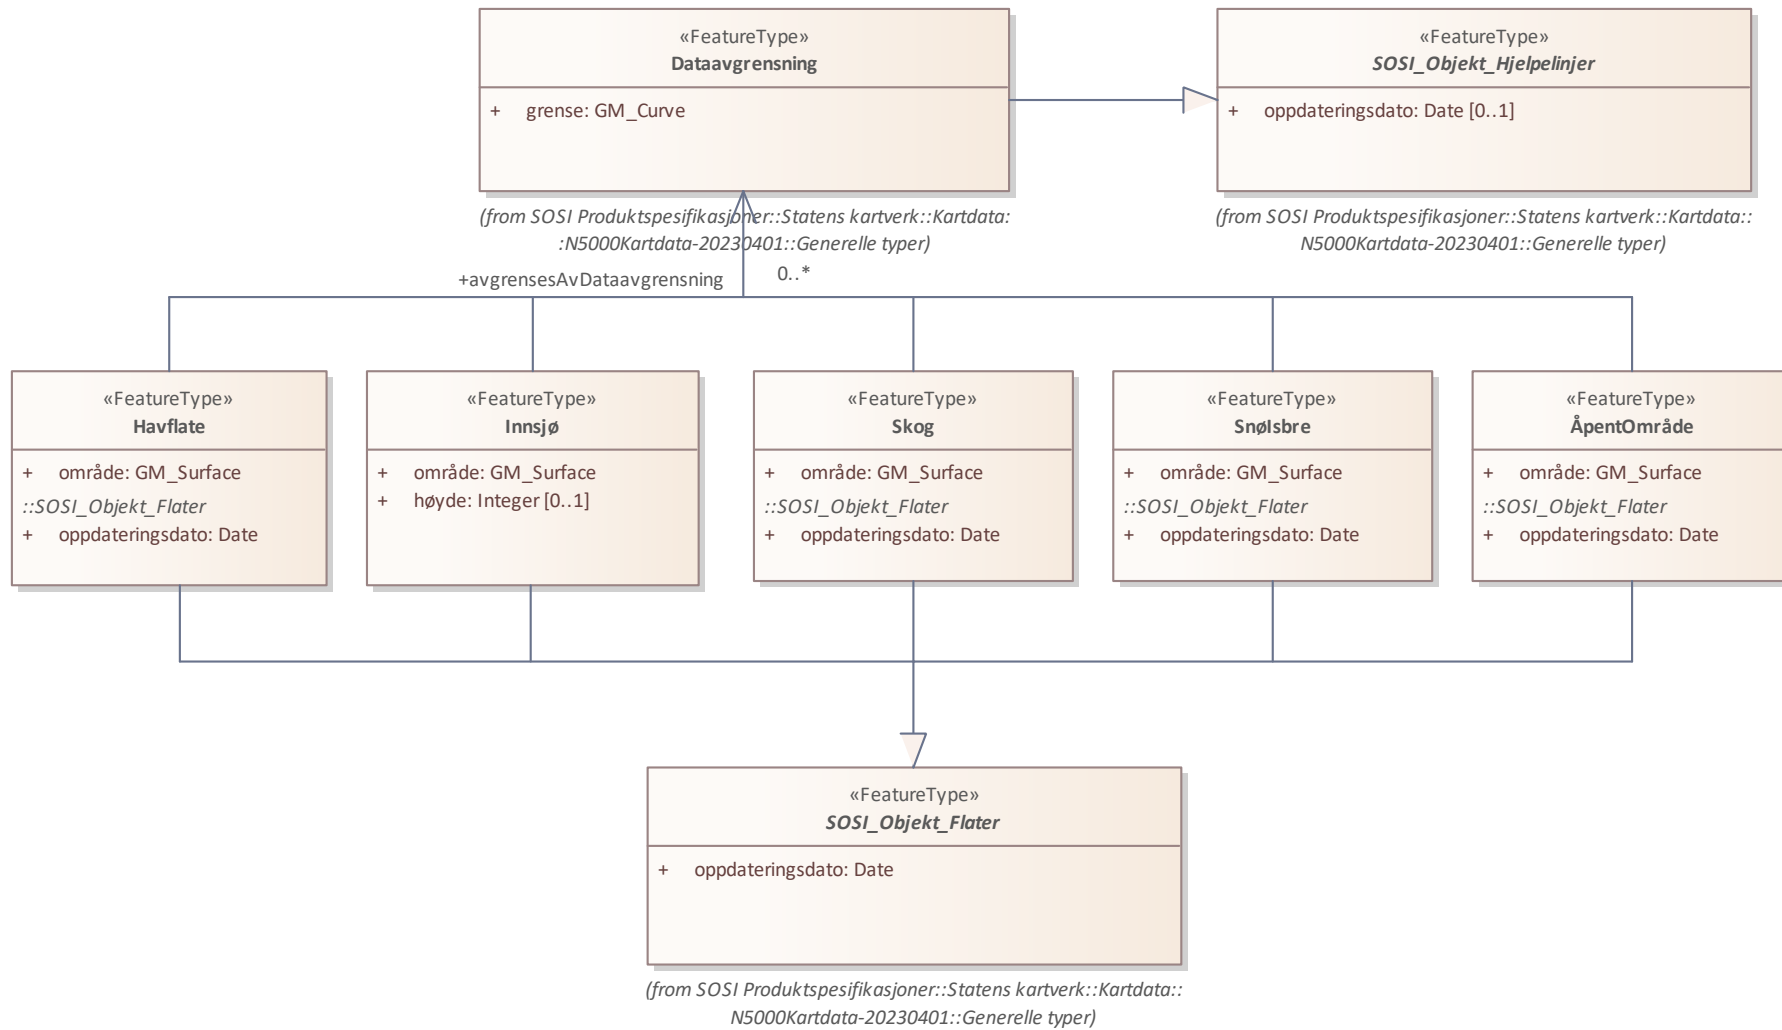 «FeatureType»
Dataavgrensning
+ grense: GM_Curve
(from SOSI Produktspesifikasjoner::Statens kartverk::Kartdata:
:N5000Kartdata-20230401::Generelle typer)
«FeatureType»
SOSI_Objekt_Hjelpelinjer
+ oppdateringsdato: Date [0..1]
(from SOSI Produktspesifikasjoner::Statens kartverk::Kartdata::
N5000Kartdata-20230401::Generelle typer)
+avgrensesAvDataavgrensning
0..*
«FeatureType»
Havflate
+ område: GM_Surface
::SOSI_Objekt_Flater
+ oppdateringsdato: Date
«FeatureType»
Innsjø
+ område: GM_Surface
+ høyde: Integer [0..1]
«FeatureType»
Skog
+ område: GM_Surface
::SOSI_Objekt_Flater
+ oppdateringsdato: Date
«FeatureType»
SnøIsbre
+ område: GM_Surface
::SOSI_Objekt_Flater
+ oppdateringsdato: Date
«FeatureType»
ÅpentOmråde
+ område: GM_Surface
::SOSI_Objekt_Flater
+ oppdateringsdato: Date
«FeatureType»
SOSI_Objekt_Flater
+ oppdateringsdato: Date
(from SOSI Produktspesifikasjoner::Statens kartverk::Kartdata::
N5000Kartdata-20230401::Generelle typer)